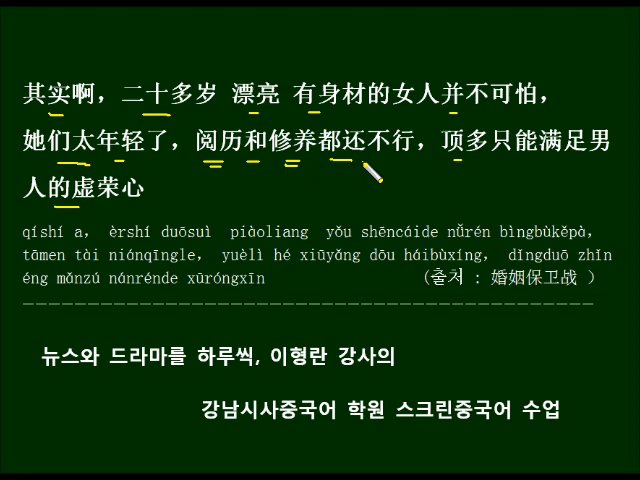 其实啊，二十多岁 漂亮 有身材的女人并不可怕，
她们太年轻了，阅历和修养都还不行，顶多只能满足男
人的虚荣心
qíshí a， èrshí duōsuì piàoliang yǒu shēncáide nǚrén bìngbùkěpà，
tāmen tài niánqīngle， yuèlì hé xiūyǎng dōu háibùxíng， dǐngduō zhǐn
éng mǎnzú nánrénde xūróngxīn (출처 : 婚姻保卫战 )
뉴스와 드라마를 하루씩, 이형란 강사의
강남시사중국어 학원 스크린중국어 수업